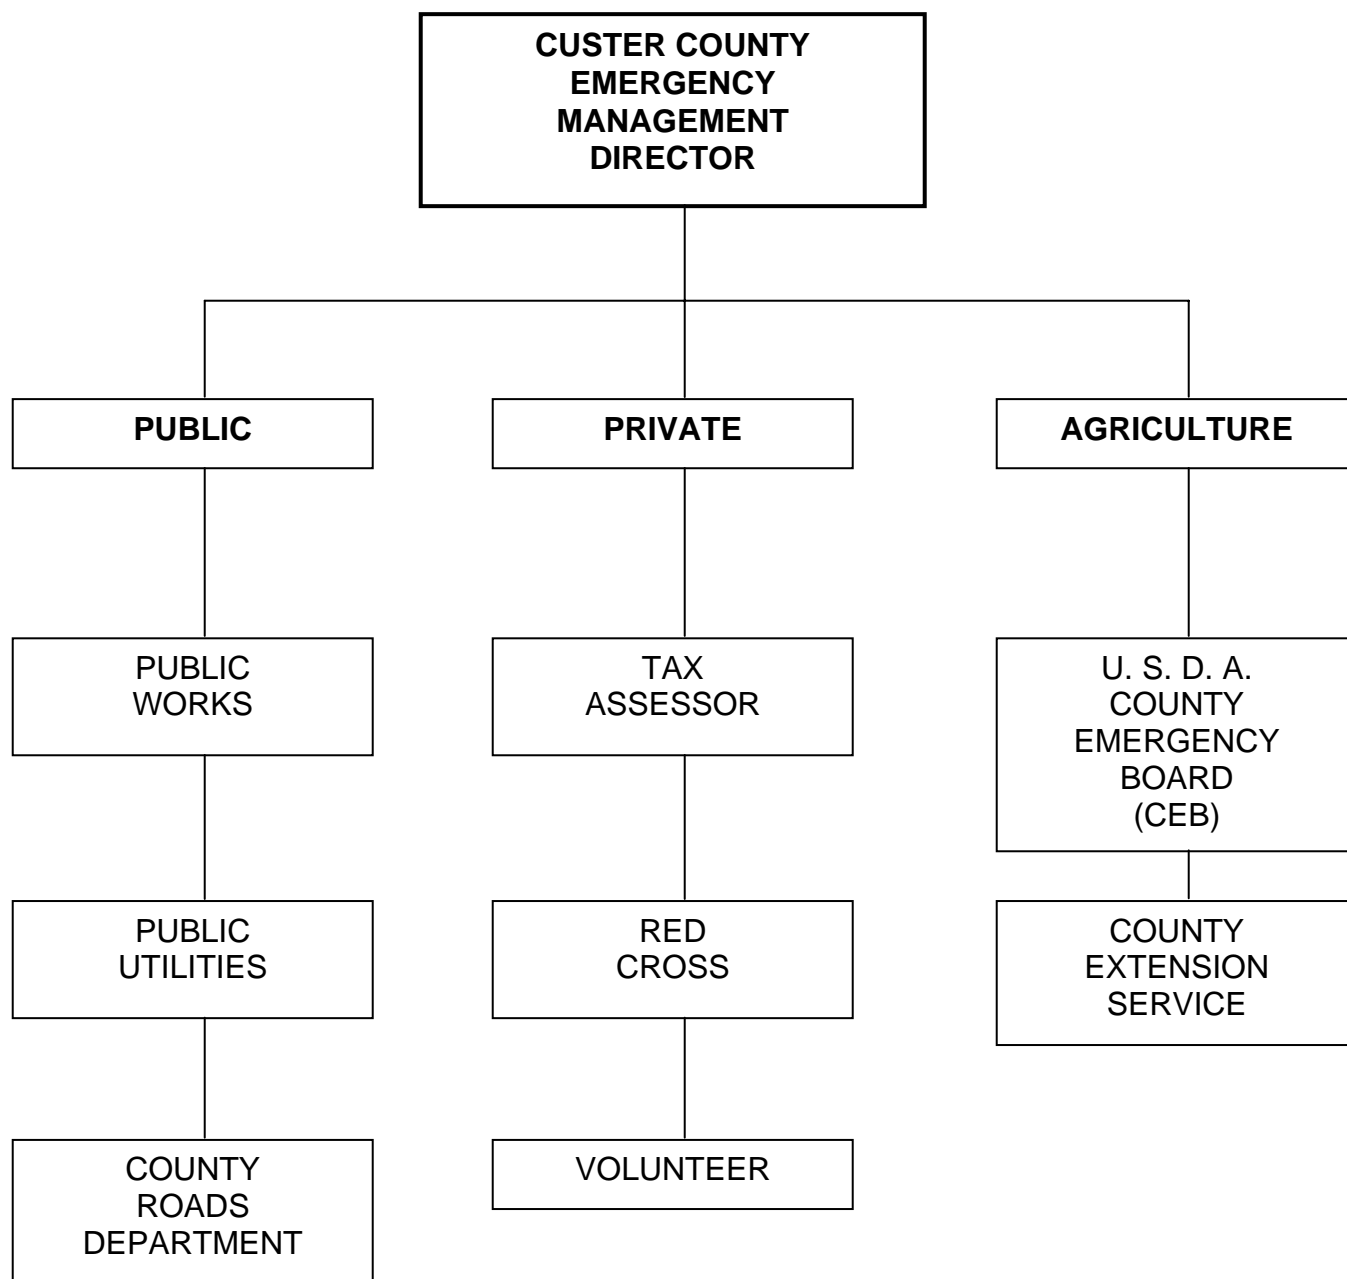 CUSTER COUNTY
EMERGENCY
MANAGEMENT
DIRECTOR
PUBLIC
PRIVATE
AGRICULTURE
PUBLIC
WORKS
TAX
ASSESSOR
U. S. D. A.
COUNTY
EMERGENCY
BOARD
(CEB)
PUBLIC
UTILITIES
RED
CROSS
COUNTY
EXTENSION
SERVICE
COUNTY
ROADS
DEPARTMENT
VOLUNTEER